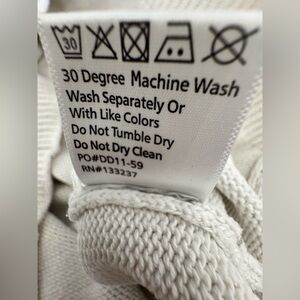 30
30 Degree Machine Wash
Wash Separately Or
With Like Colors
Do Not Tumble Dry
Do Not Dry Clean
PO#DD11-59
RN#133237